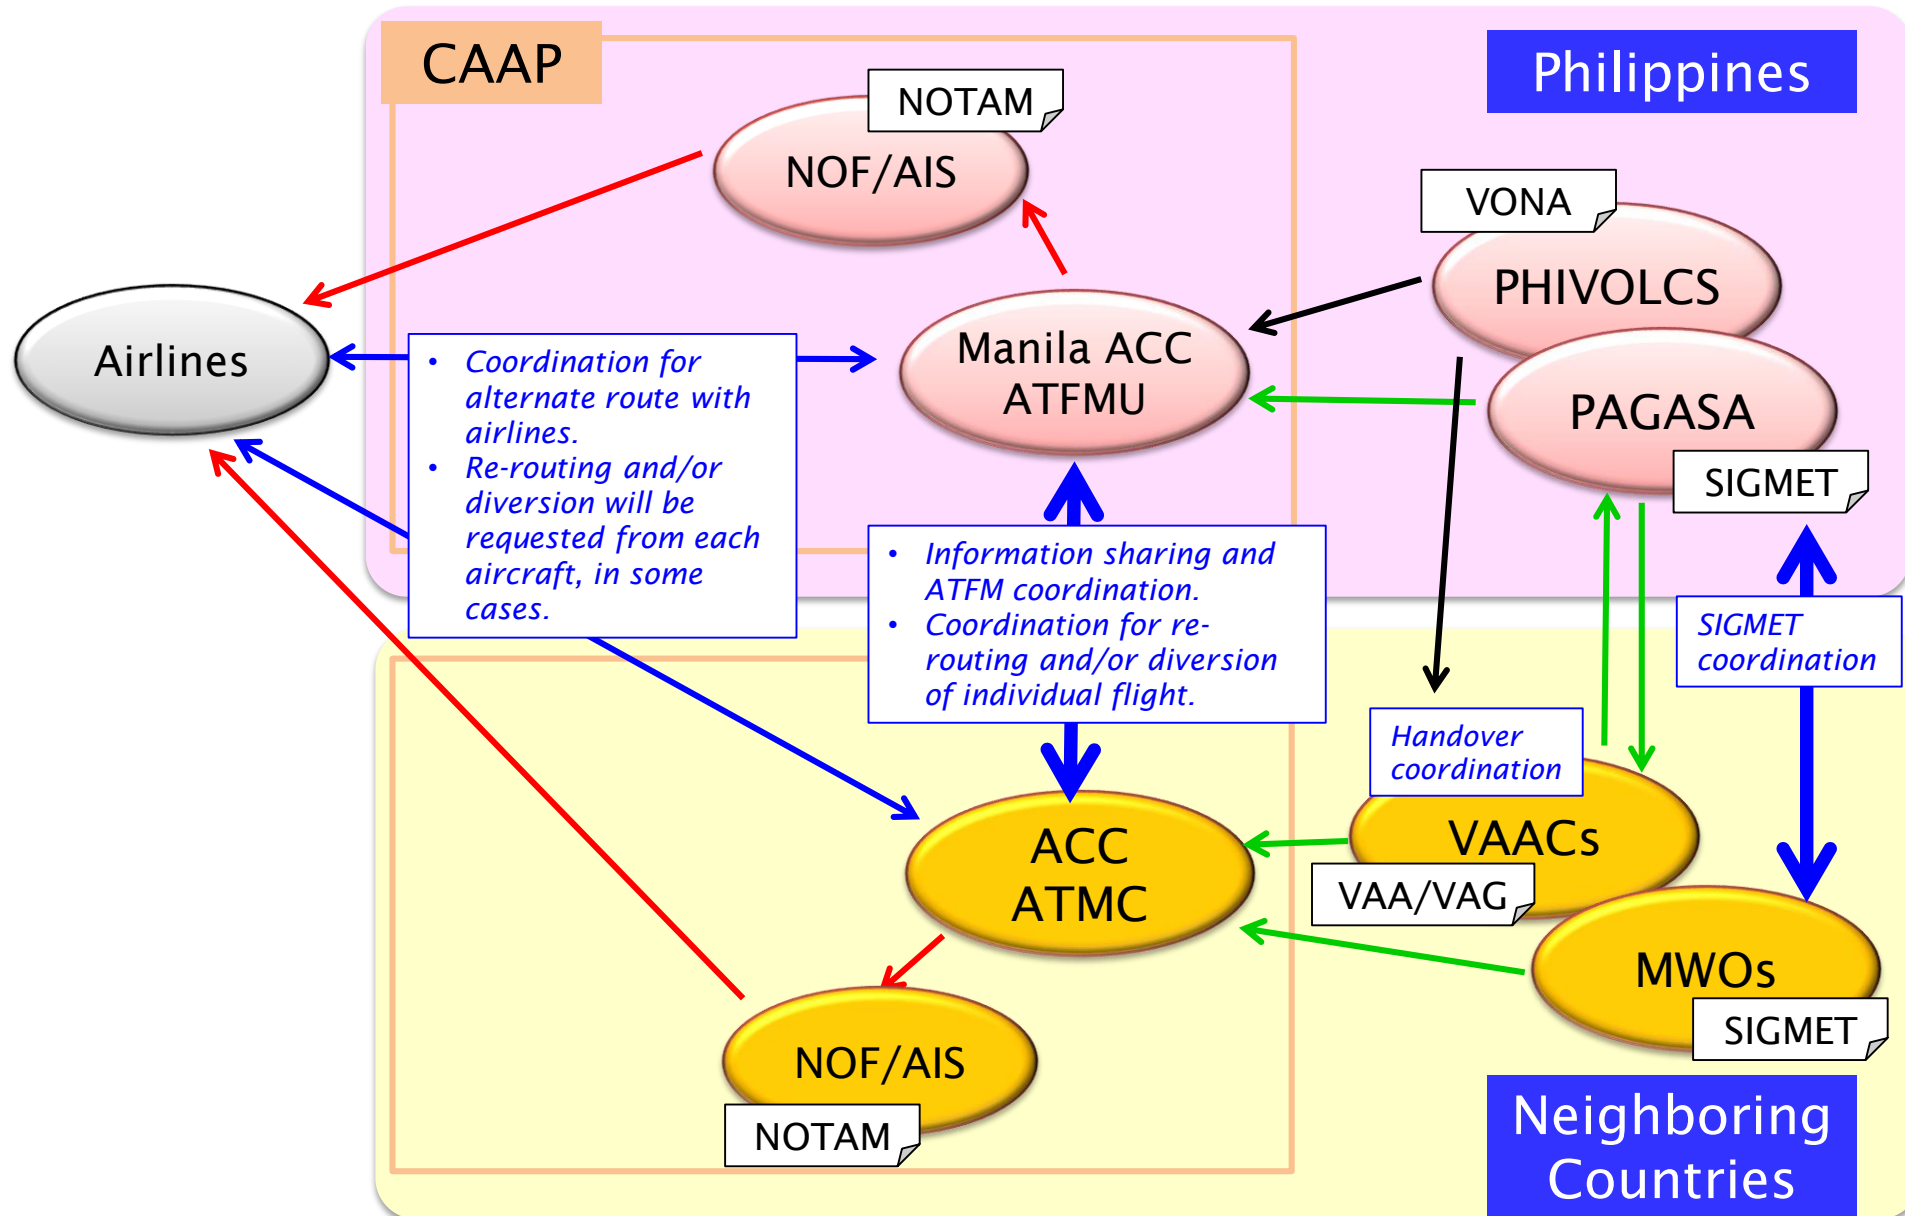 CAAP
Philippines
NOTAM
NOF/AIS
VONA
PHIVOLCS
Airlines
Manila ACC
ATFMU
PAGASA
SIGMET
• Coordination for
alternate route with
airlines.
• Re-routing and/or
diversion will be
requested from each
aircraft, in some
cases.
• Information sharing and
ATFM coordination.
• Coordination for re-
routing and/or diversion
of individual flight.
SIGMET
coordination
Handover
coordination
VAACs
VAA/VAG
ACC
ATMC
MWOs
SIGMET
NOF/AIS
NOTAM
Neighboring
Countries